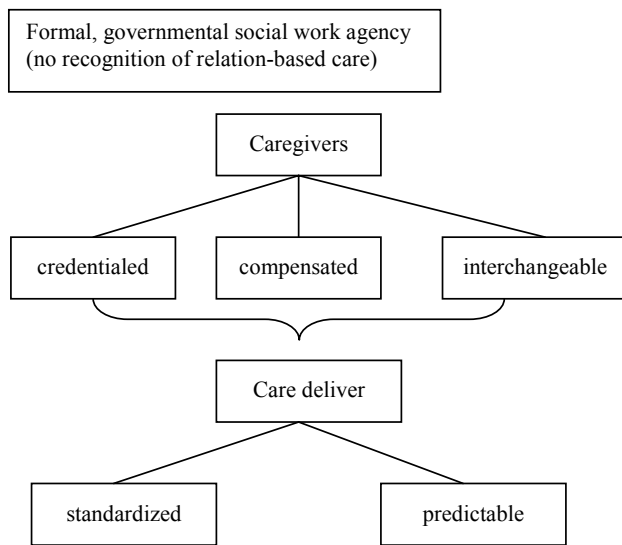 Formal, governmental social work agency
(no recognition of relation-based care)
Caregivers
credentialed
compensated
interchangeable
Care deliver
standardized
predictable